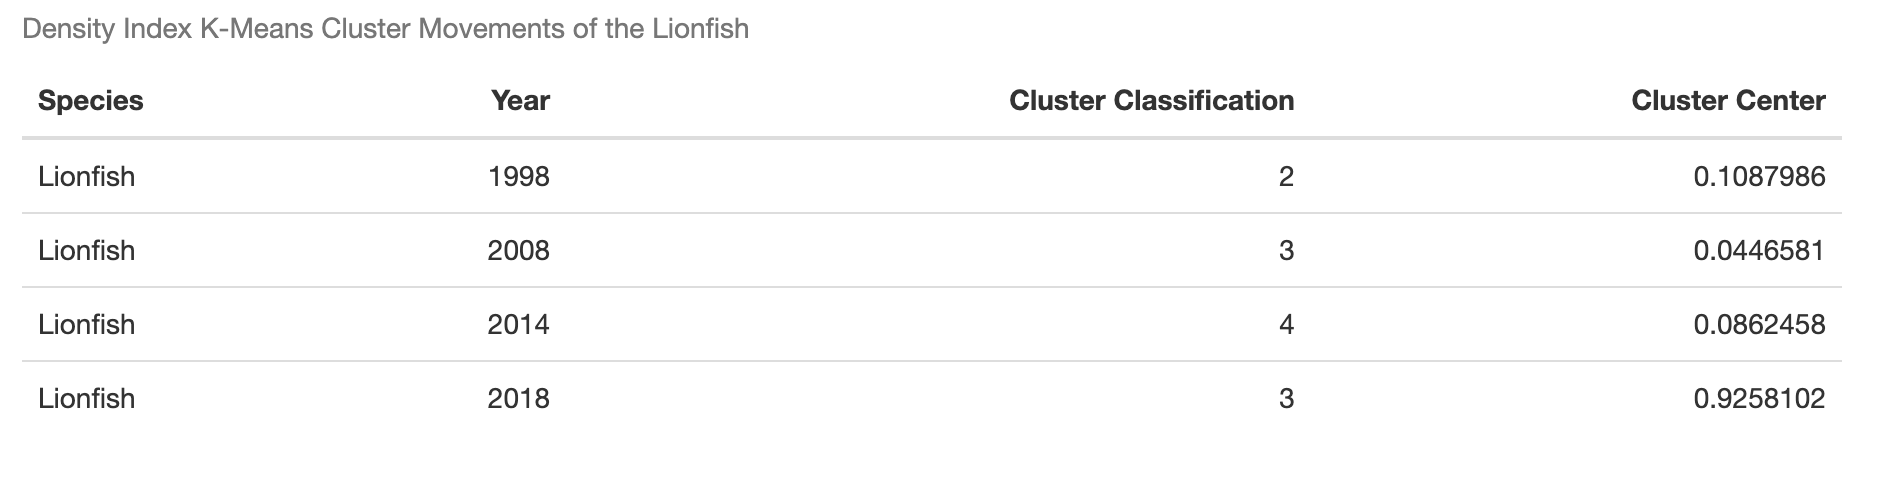 Density Index K-Means Cluster Movements of the Lionfish
Species Year Cluster Classification Cluster Center
Lionfish 1998 2 0.1087986
Lionfish 2008 3 0.0446581
Lionfish 2014 4 0.0862458
Lionfish 2018 3 0.9258102